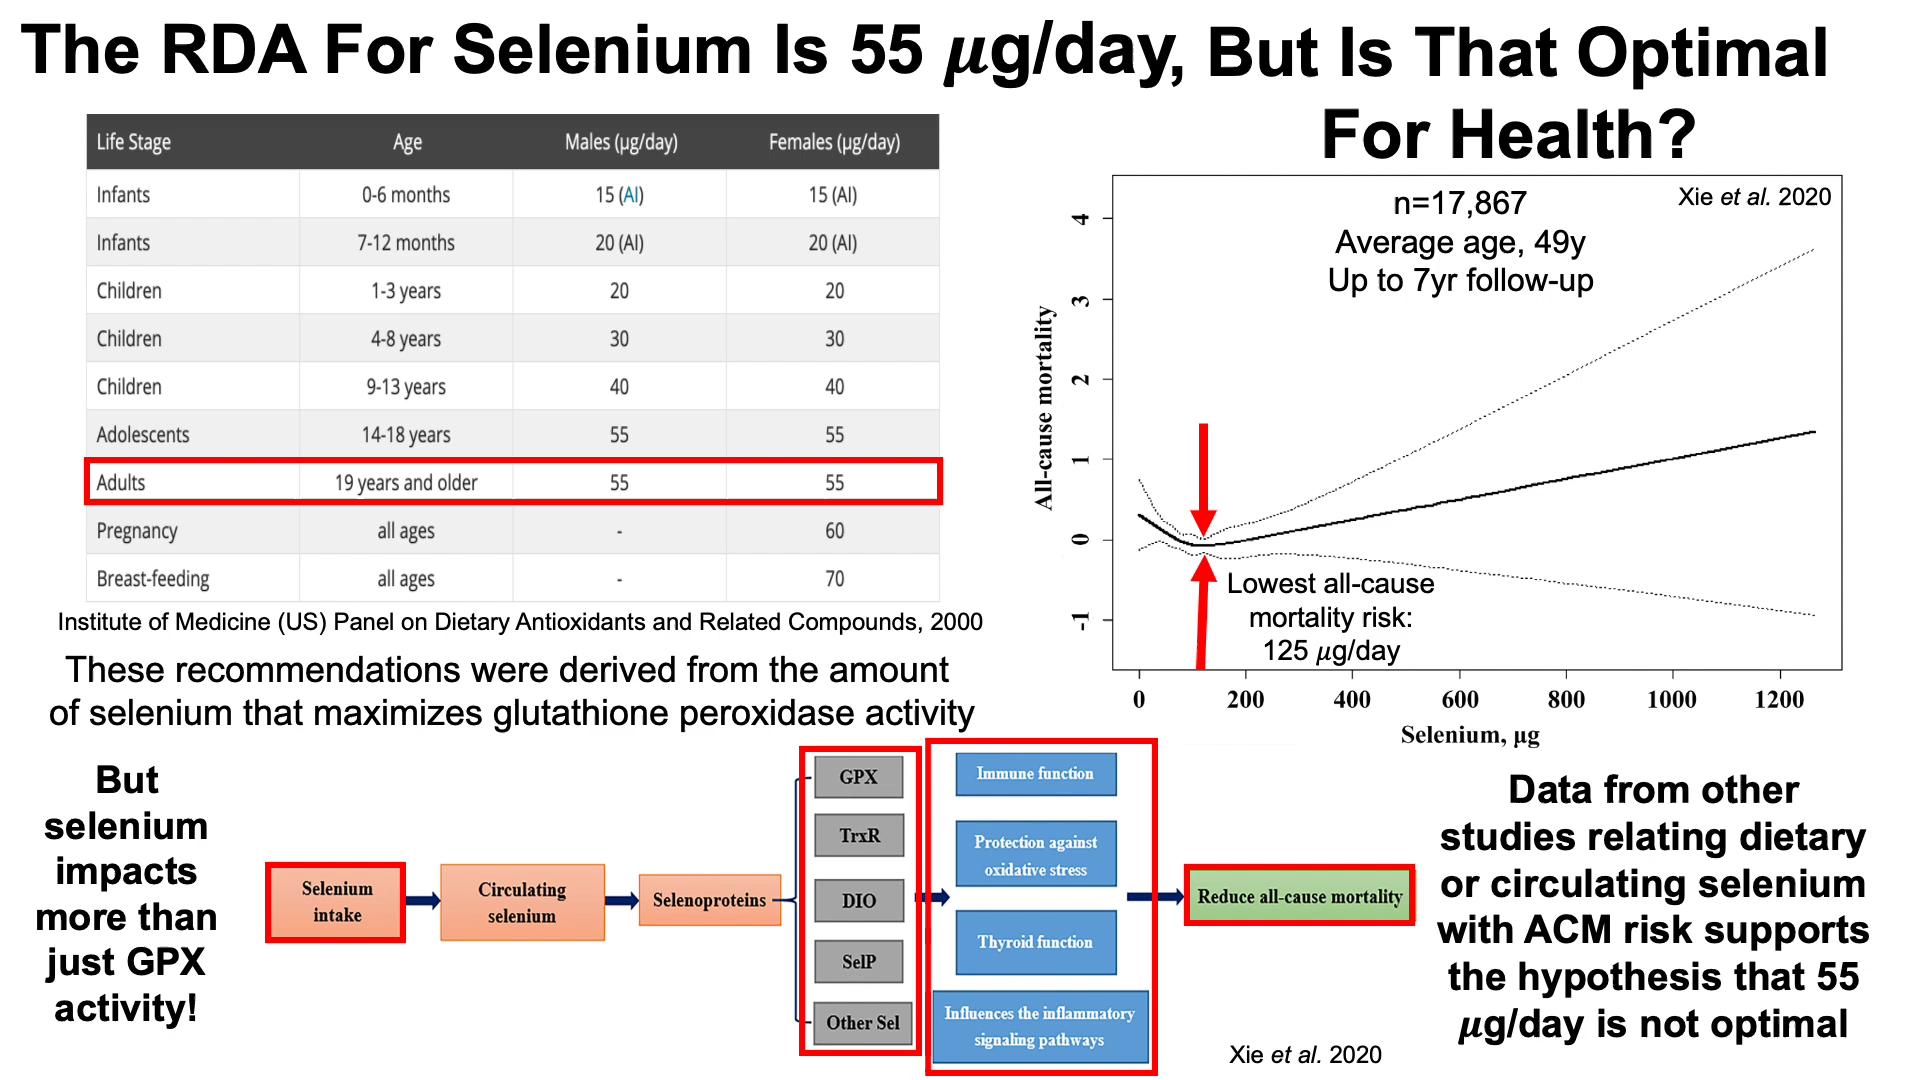 The RDA For Selenium Is 55 𝝁g/day, But Is That Optimal
For Health?
Life Stage Age Males (μg/day) Females (μg/day)
Infants 0-6 months 15 (AI) 15 (AI)
Infants 7-12 months 20 (AI) 20 (AI)
Children 1-3 years 20 20
Children 4-8 years 30 30
Children 9-13 years 40 40
Adolescents 14-18 years 55 55
Adults 19 years and older 55 55
Pregnancy all ages - 60
Breast-feeding all ages - 70
Institute of Medicine (US) Panel on Dietary Antioxidants and Related Compounds, 2000
These recommendations were derived from the amount
of selenium that maximizes glutathione peroxidase activity
n=17,867
Average age, 49y
Up to 7yr follow-up
Xie et al. 2020
All-cause mortality
4
3
2
1
0
-1
Lowest all-cause
mortality risk:
125 𝜇g/day
0 200 400 600 800 1000 1200
Selenium, μg
But
selenium
impacts
more than
just GPX
activity!
Selenium
intake
Circulating
selenium
Selenoproteins
GPX
TrxR
DIO
SelP
Other Sel
Immune function
Protection against
oxidative stress
Thyroid function
Influences the inflammatory
signaling pathways
Reduce all-cause mortality
Xie et al. 2020
Data from other
studies relating dietary
or circulating selenium
with ACM risk supports
the hypothesis that 55
𝝁g/day is not optimal